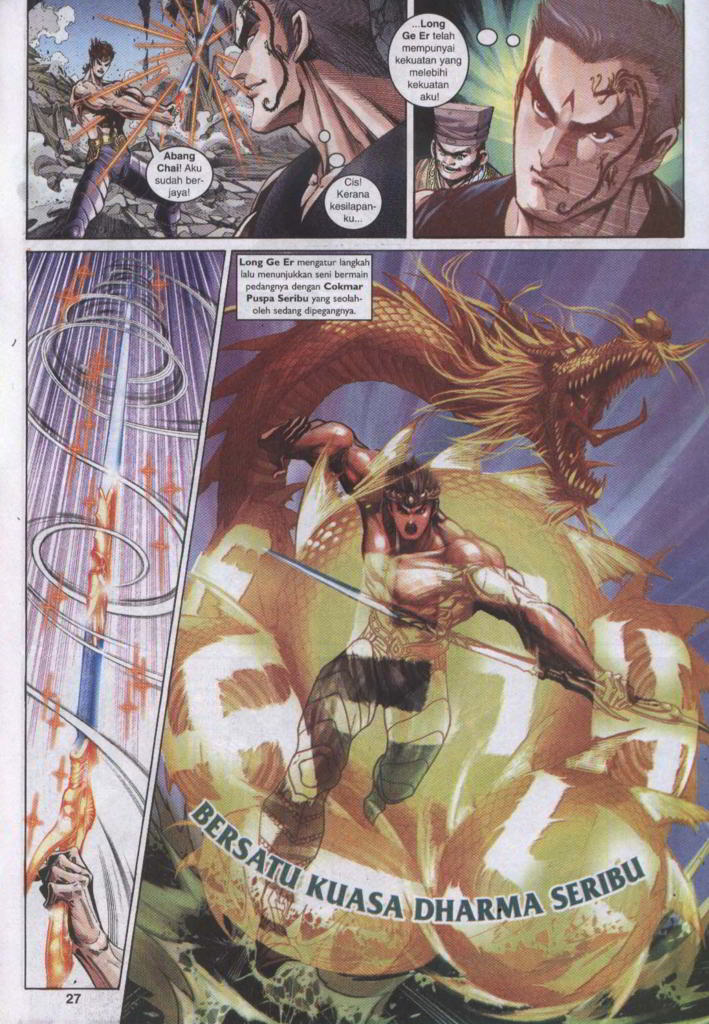 Abang
Chai! Aku
sudah ber-
jaya!
Cis!
Kerana
kesilapan-
ku...
...Long
Ge Er telah
mempunyai
kekuatan yang
melebihi
kekuatan
aku!
Long Ge Er mengatur langkah
lalu menunjukkan seni bermain
pedangnya dengan Cokmar
Puspa Seribu yang seolah-
oleh sedang dipegangnya.
BERSATU KUASA DHARMA SERIBU
27